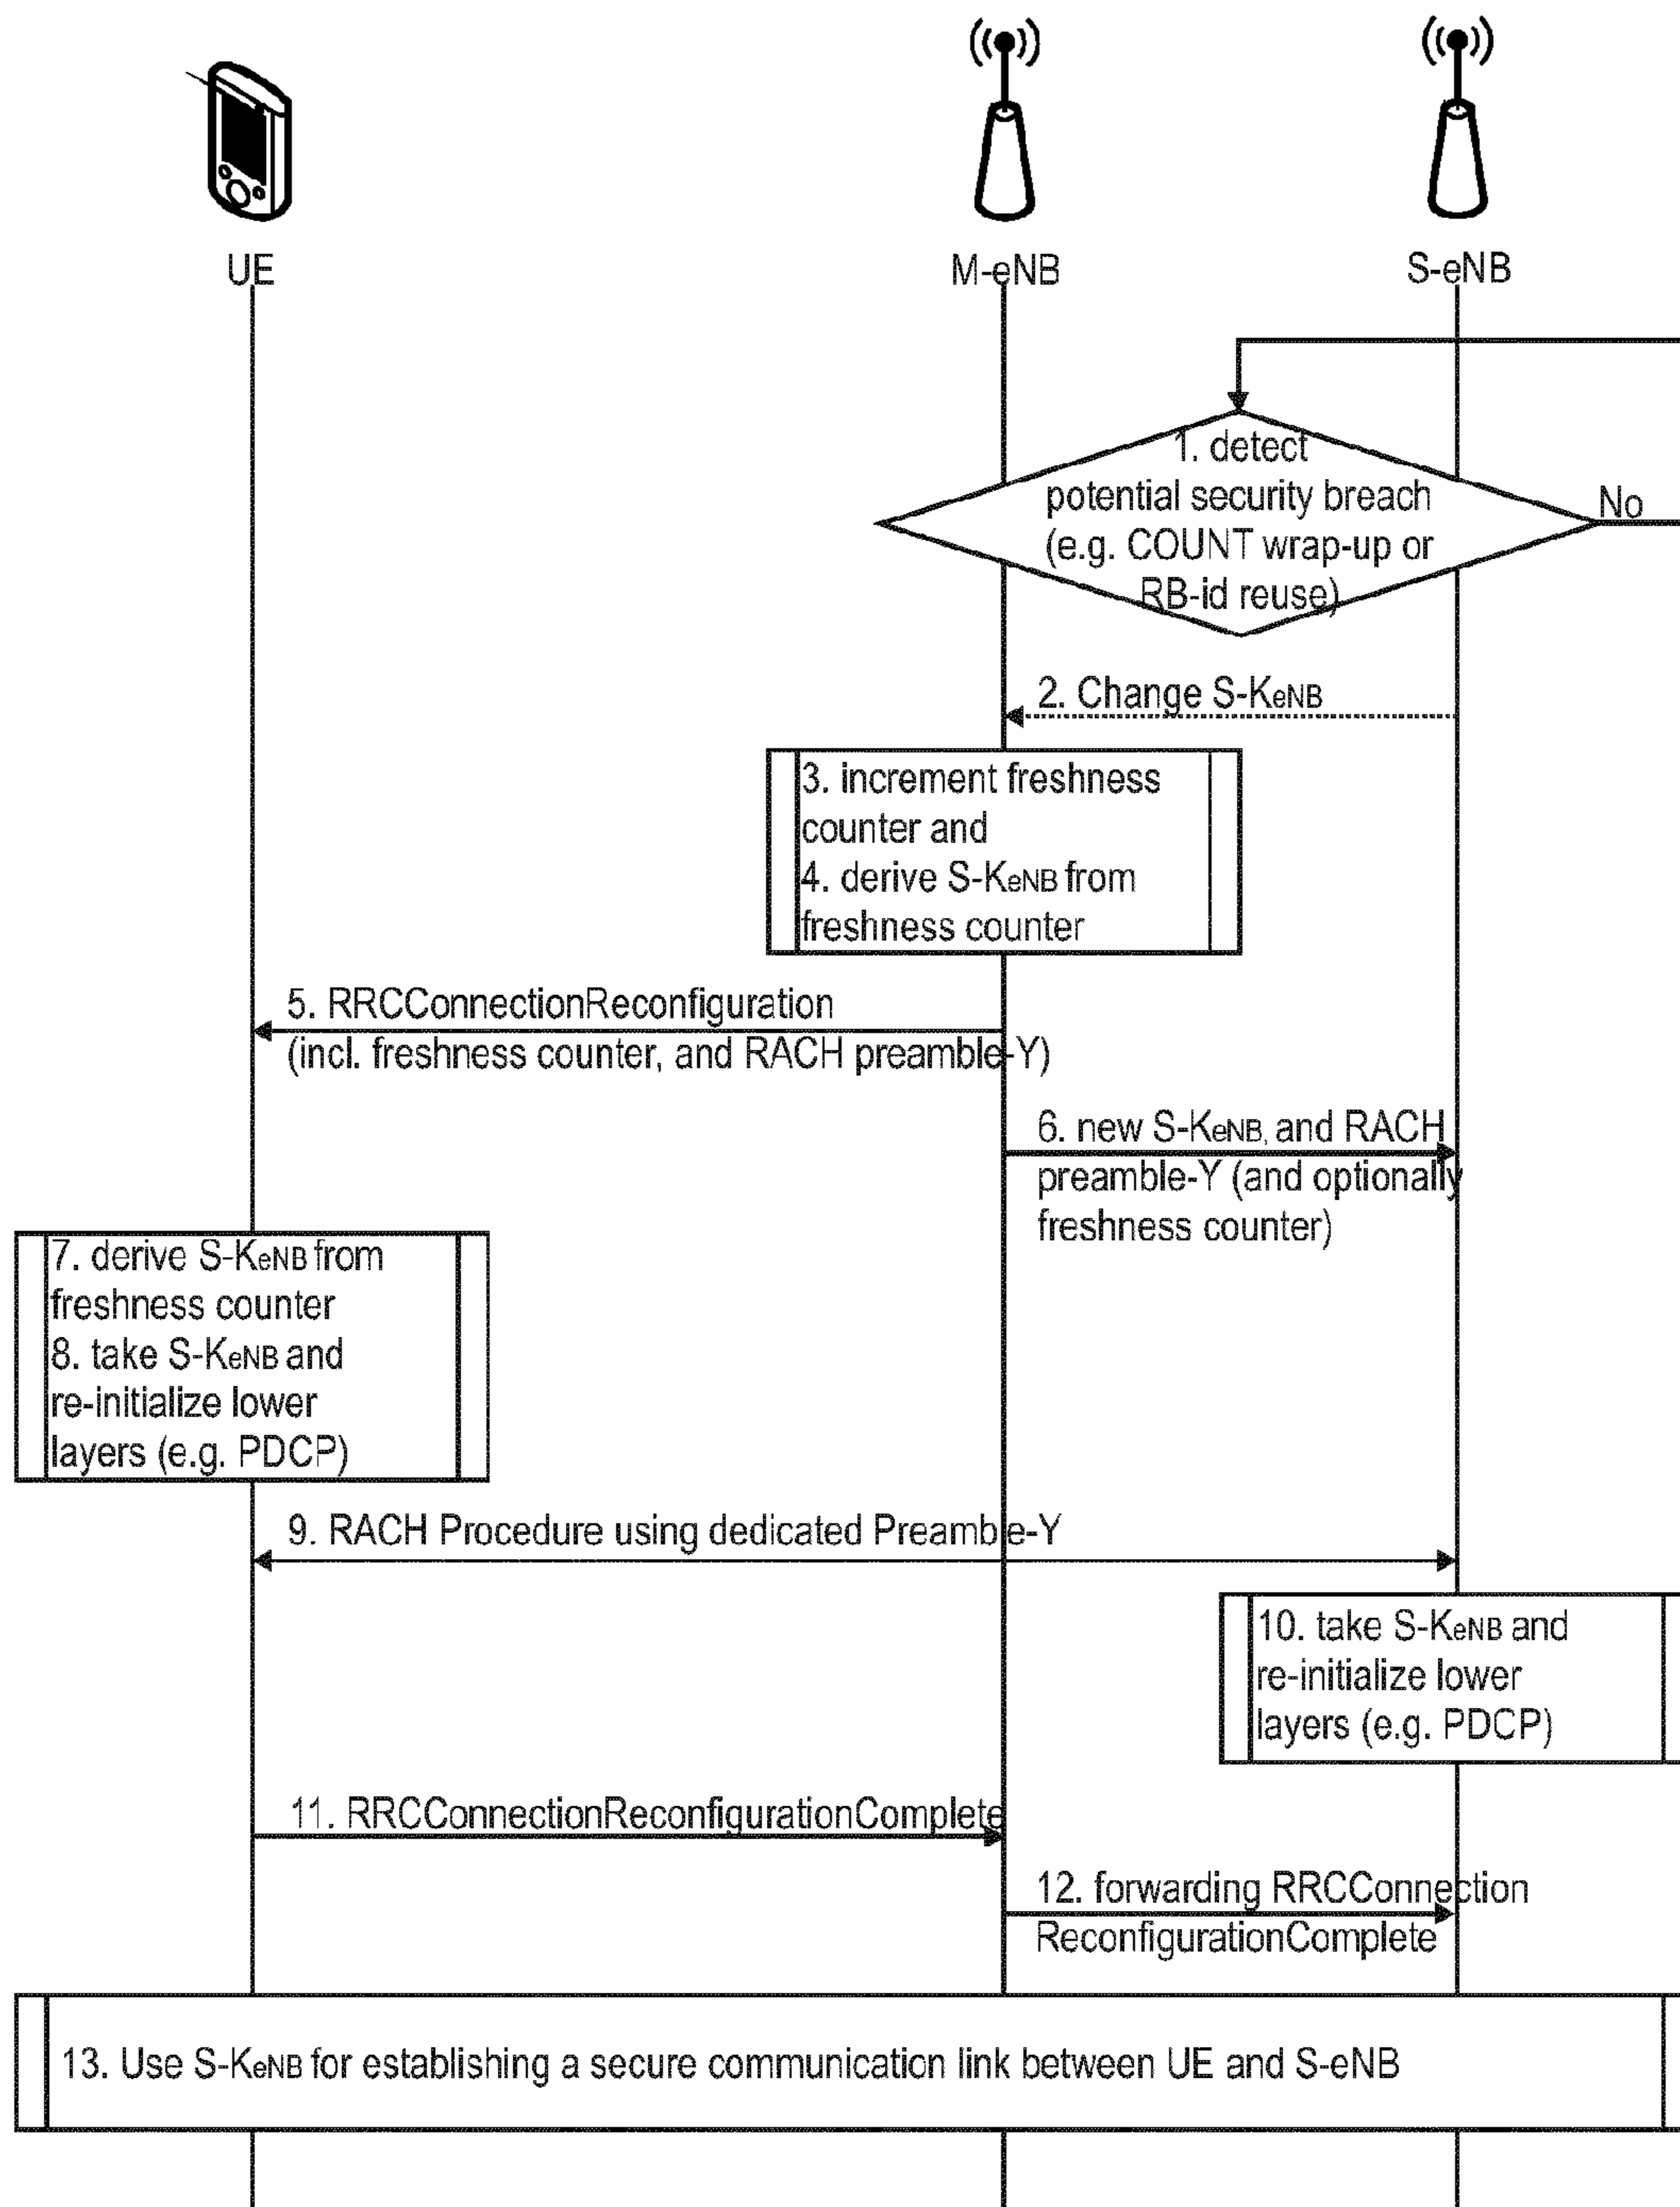 UE
M-eNB
S-eNB
1. detect
potential security breach
(e.g. COUNT wrap-up or
RB-id reuse)
No
2. Change S-KeNB
3. increment freshness
counter and
4. derive S-KeNB from
freshness counter
5. RRCConnectionReconfiguration
(incl. freshness counter, and RACH preamble-Y)
6. new S-KeNB, and RACH
preamble-Y (and optionally
freshness counter)
7. derive S-KeNB from
freshness counter
8. take S-KeNB and
re-initialize lower
layers (e.g. PDCP)
9. RACH Procedure using dedicated Preamble-Y
10. take S-KeNB and
re-initialize lower
layers (e.g. PDCP)
11. RRCConnectionReconfigurationComplete
12. forwarding RRCConnection
ReconfigurationComplete
13. Use S-KeNB for establishing a secure communication link between UE and S-eNB